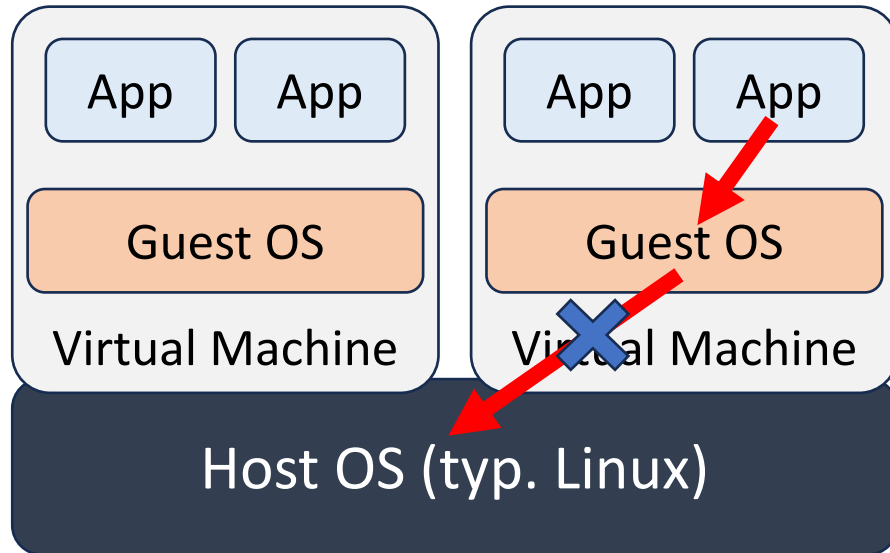 App App App App
Guest OS Guest OS
Virtual Machine Virtual Machine
Host OS (typ. Linux)